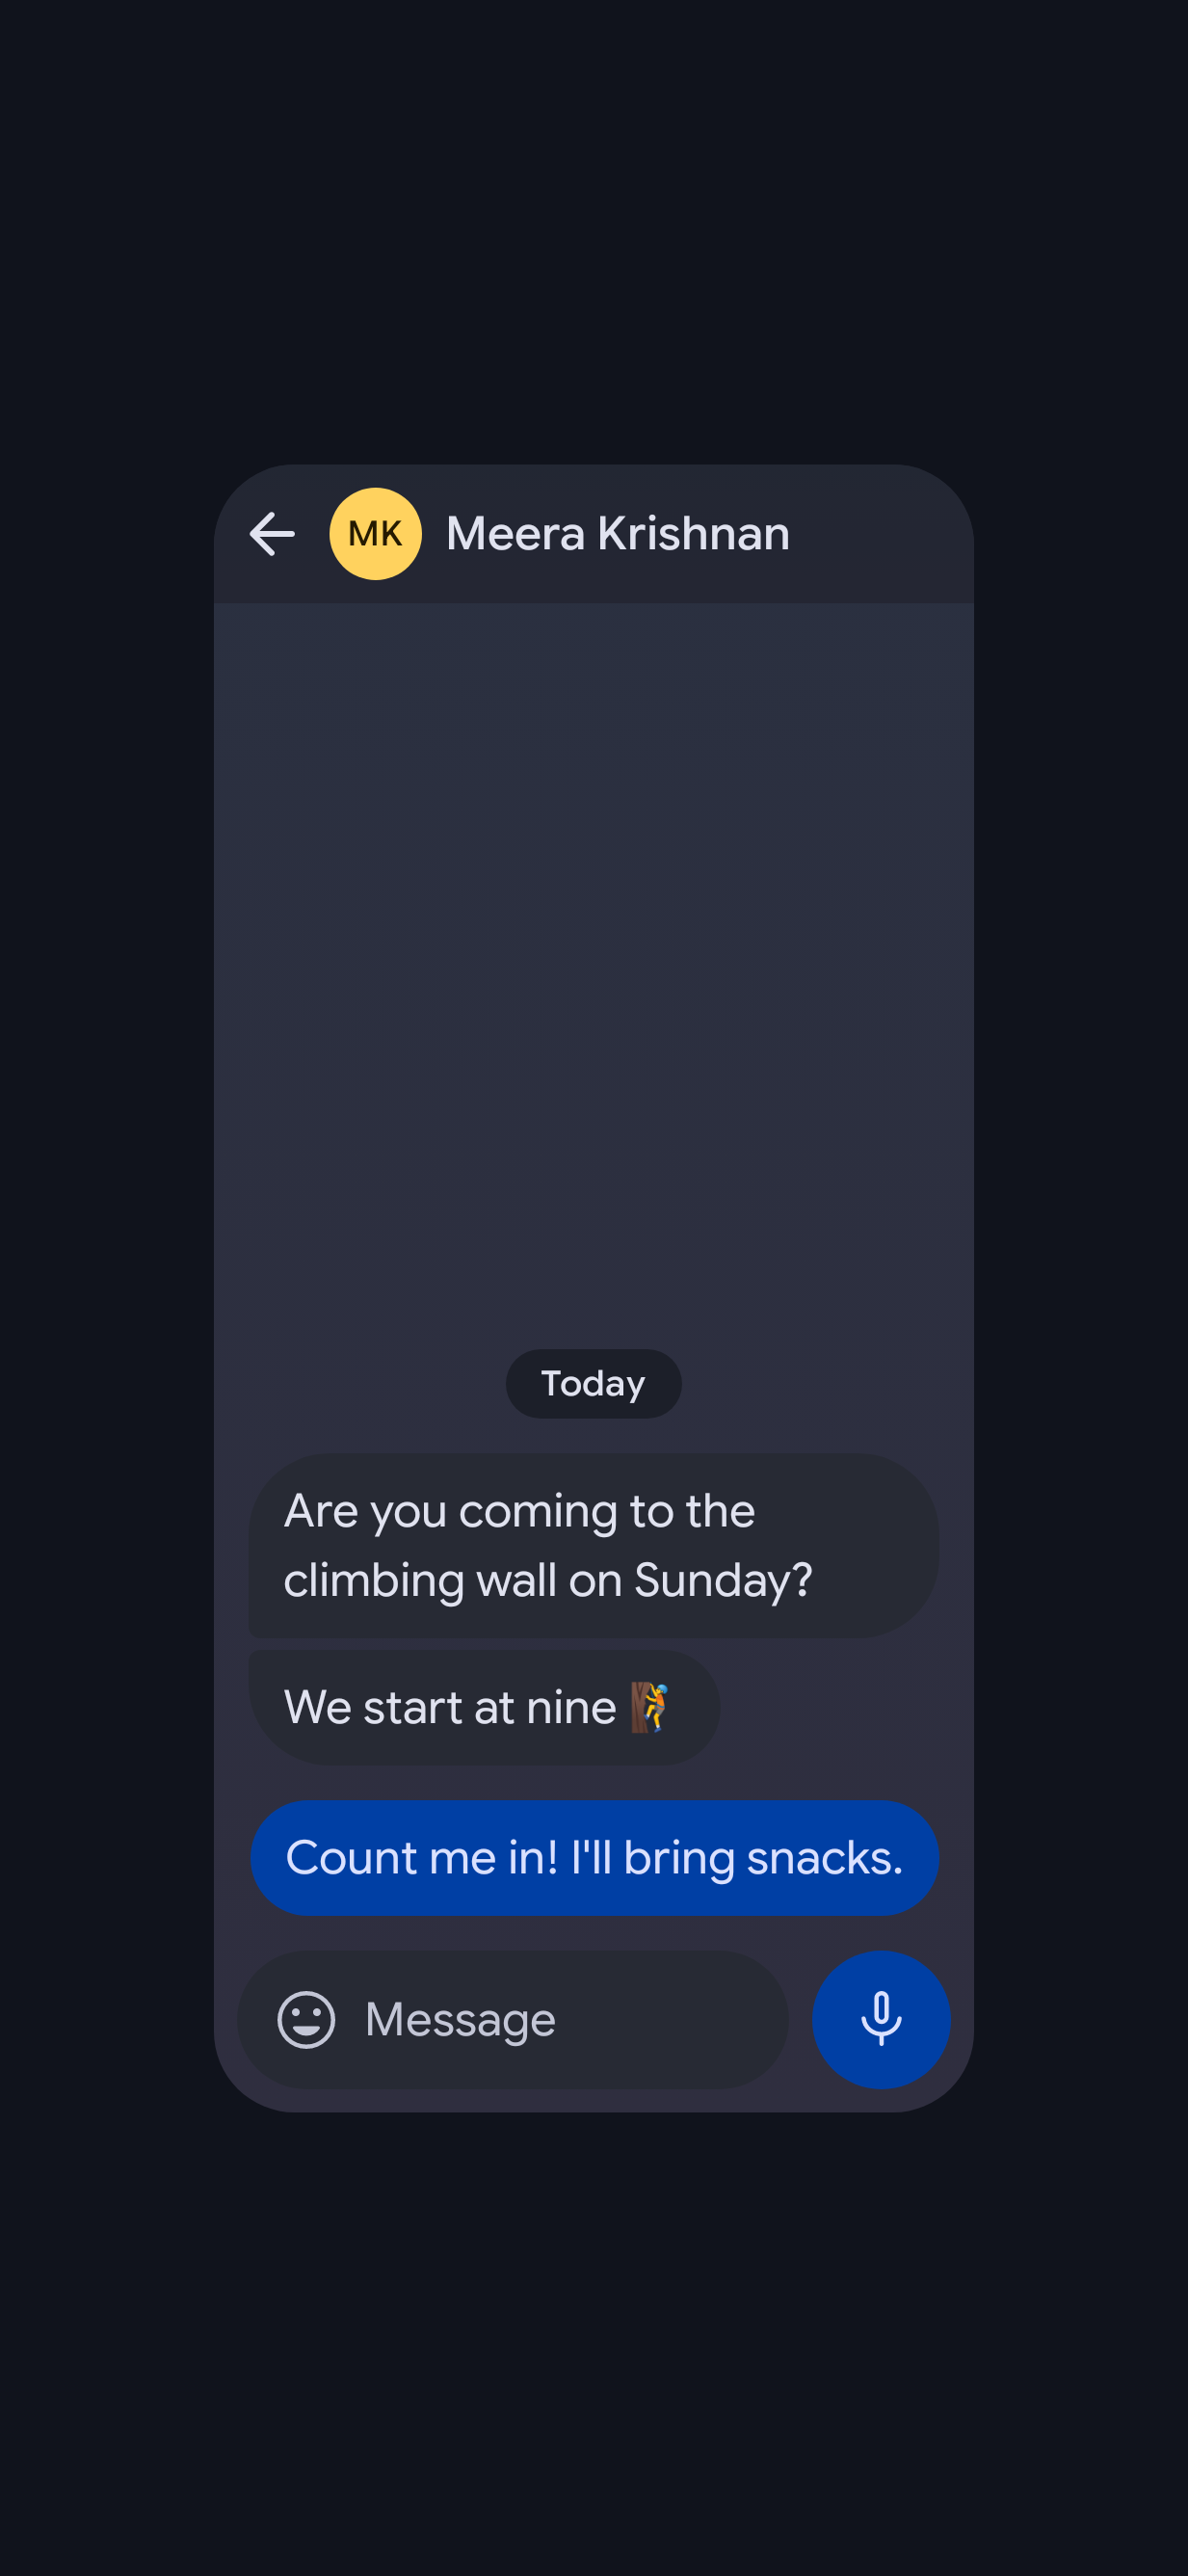 MK Meera Krishnan
Today
Are you coming to the
climbing wall on Sunday?
We start at nine 🧗
Count me in! I'll bring snacks.
Message